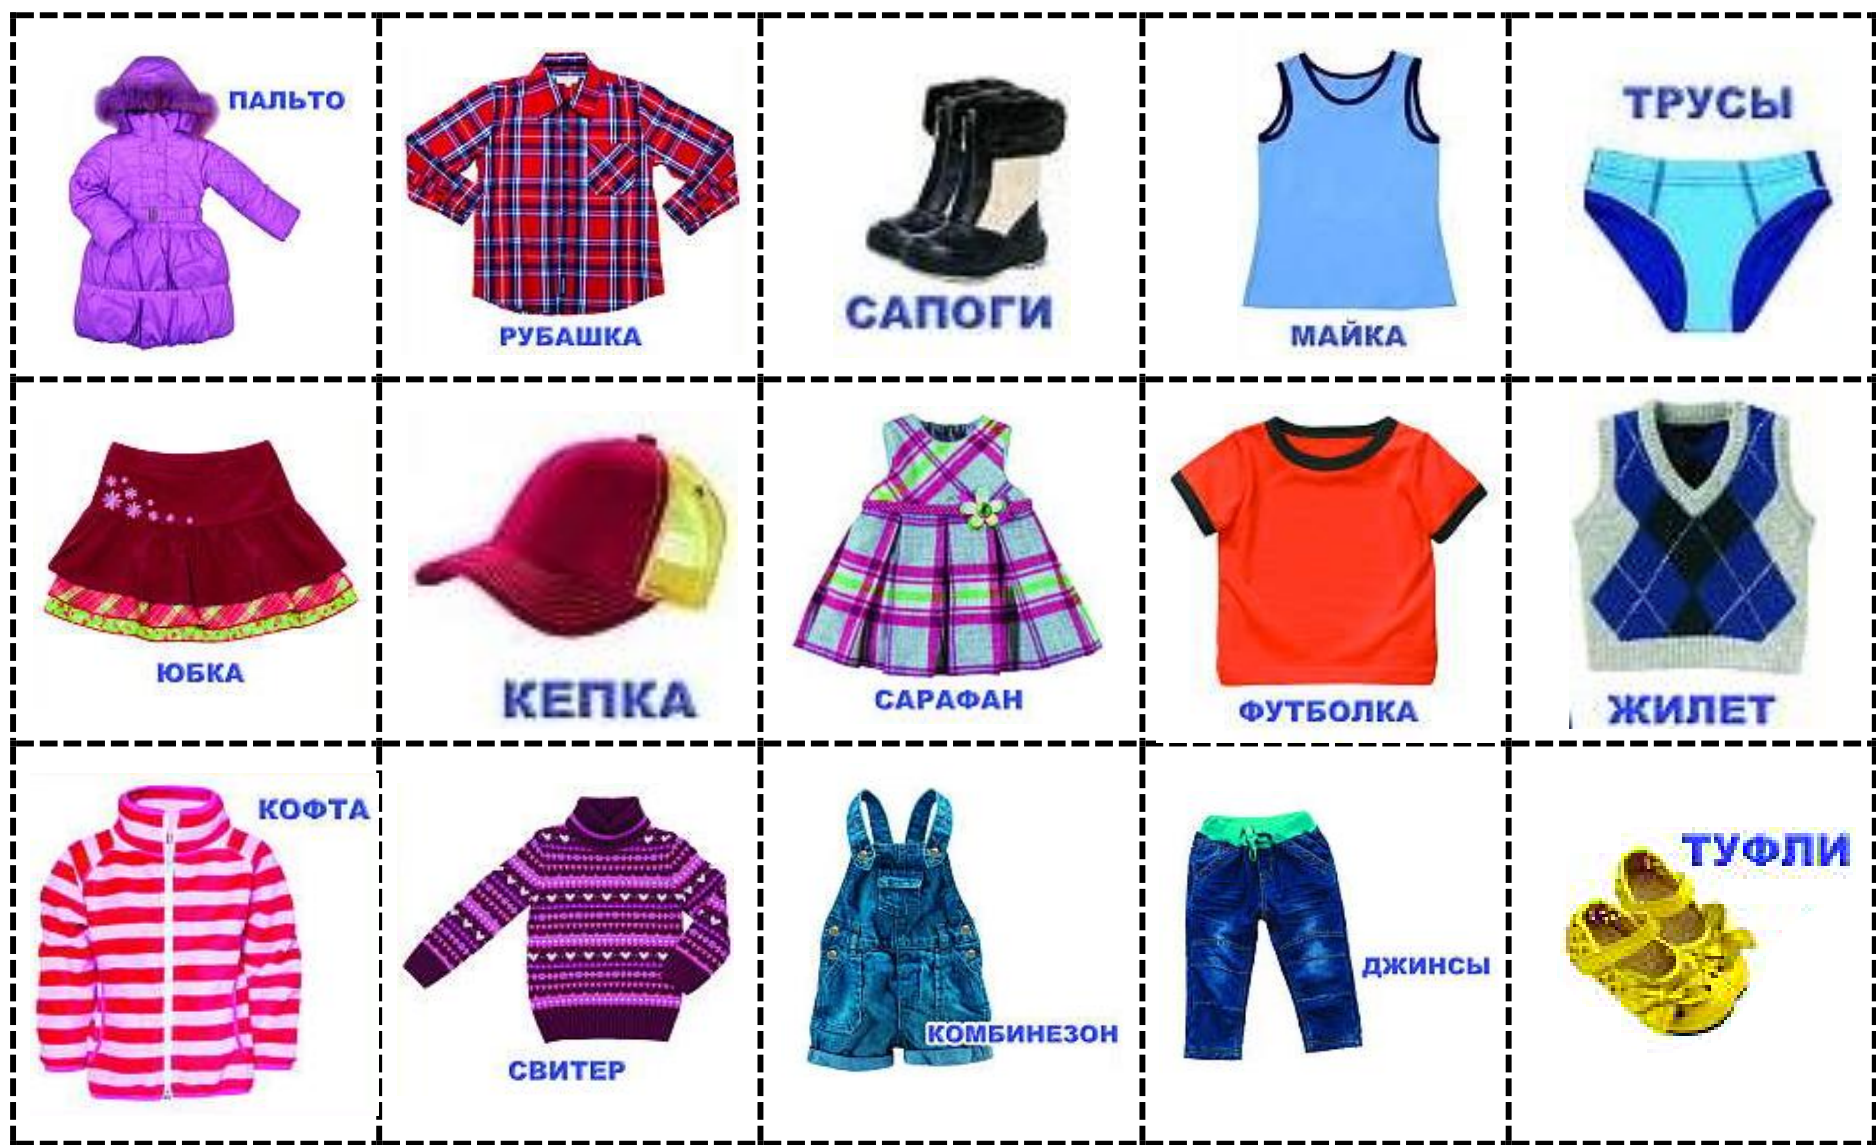 ПАЛЬТО
РУБАШКА
САПОГИ
МАЙКА
ТРУСЫ
ЮБКА
КЕПКА
САРАФАН
ФУТБОЛКА
ЖИЛЕТ
КОФТА
СВИТЕР
КОМБИНЕЗОН
ДЖИНСЫ
ТУФЛИ